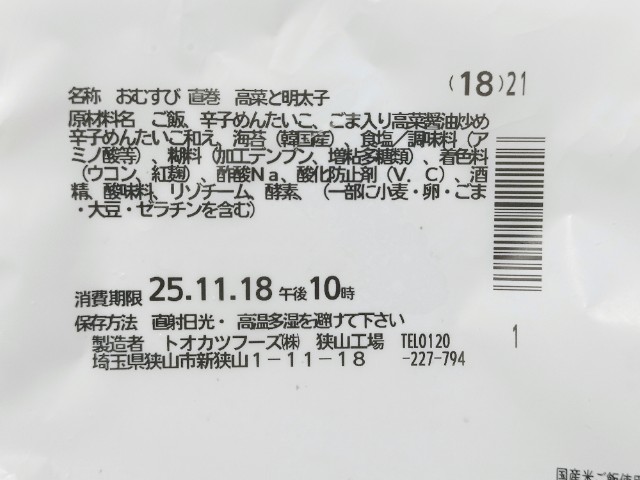 (18)21
名称 おむすび 直巻 高菜と明太子
原材料名 ご飯、辛子めんたいこ、ごま入り高菜醤油炒め
辛子めんたいこ和え、海苔(韓国産)、食塩/調味料(ア
ミノ酸等)、糊料(加工デンプン、増粘多糖類)、着色料
(ウコン、紅麹)、酢酸Na、酸化防止剤(V.C)、酒
精、酸味料、リゾチーム、酵素、(一部に小麦・卵・ごま
・大豆・ゼラチンを含む)
消費期限 25.11.18 午後10時
保存方法 直射日光・高温多湿を避けて下さい
製造者 トオカツフーズ(株) 狭山工場 TEL0120
埼玉県狭山市新狭山1-11-18 -227-794
1
国産米ご飯使用